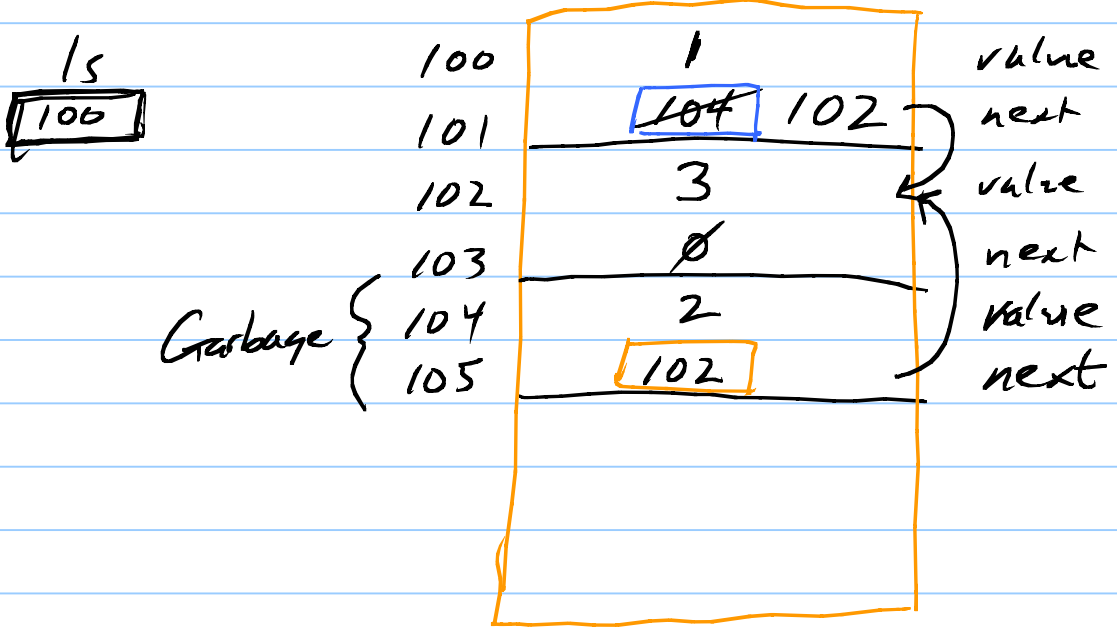 ls
100
100 1 value
101 104 102 next
102 3 value
103 ∅ next
Garbage
104 2 value
105 102 next